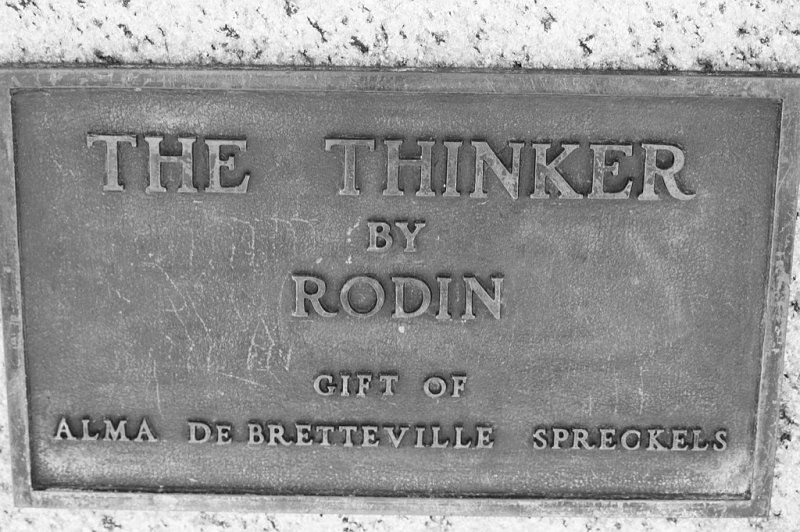 THE THINKER
BY
RODIN
GIFT OF
ALMA DE BRETTEVILLE SPRECKELS